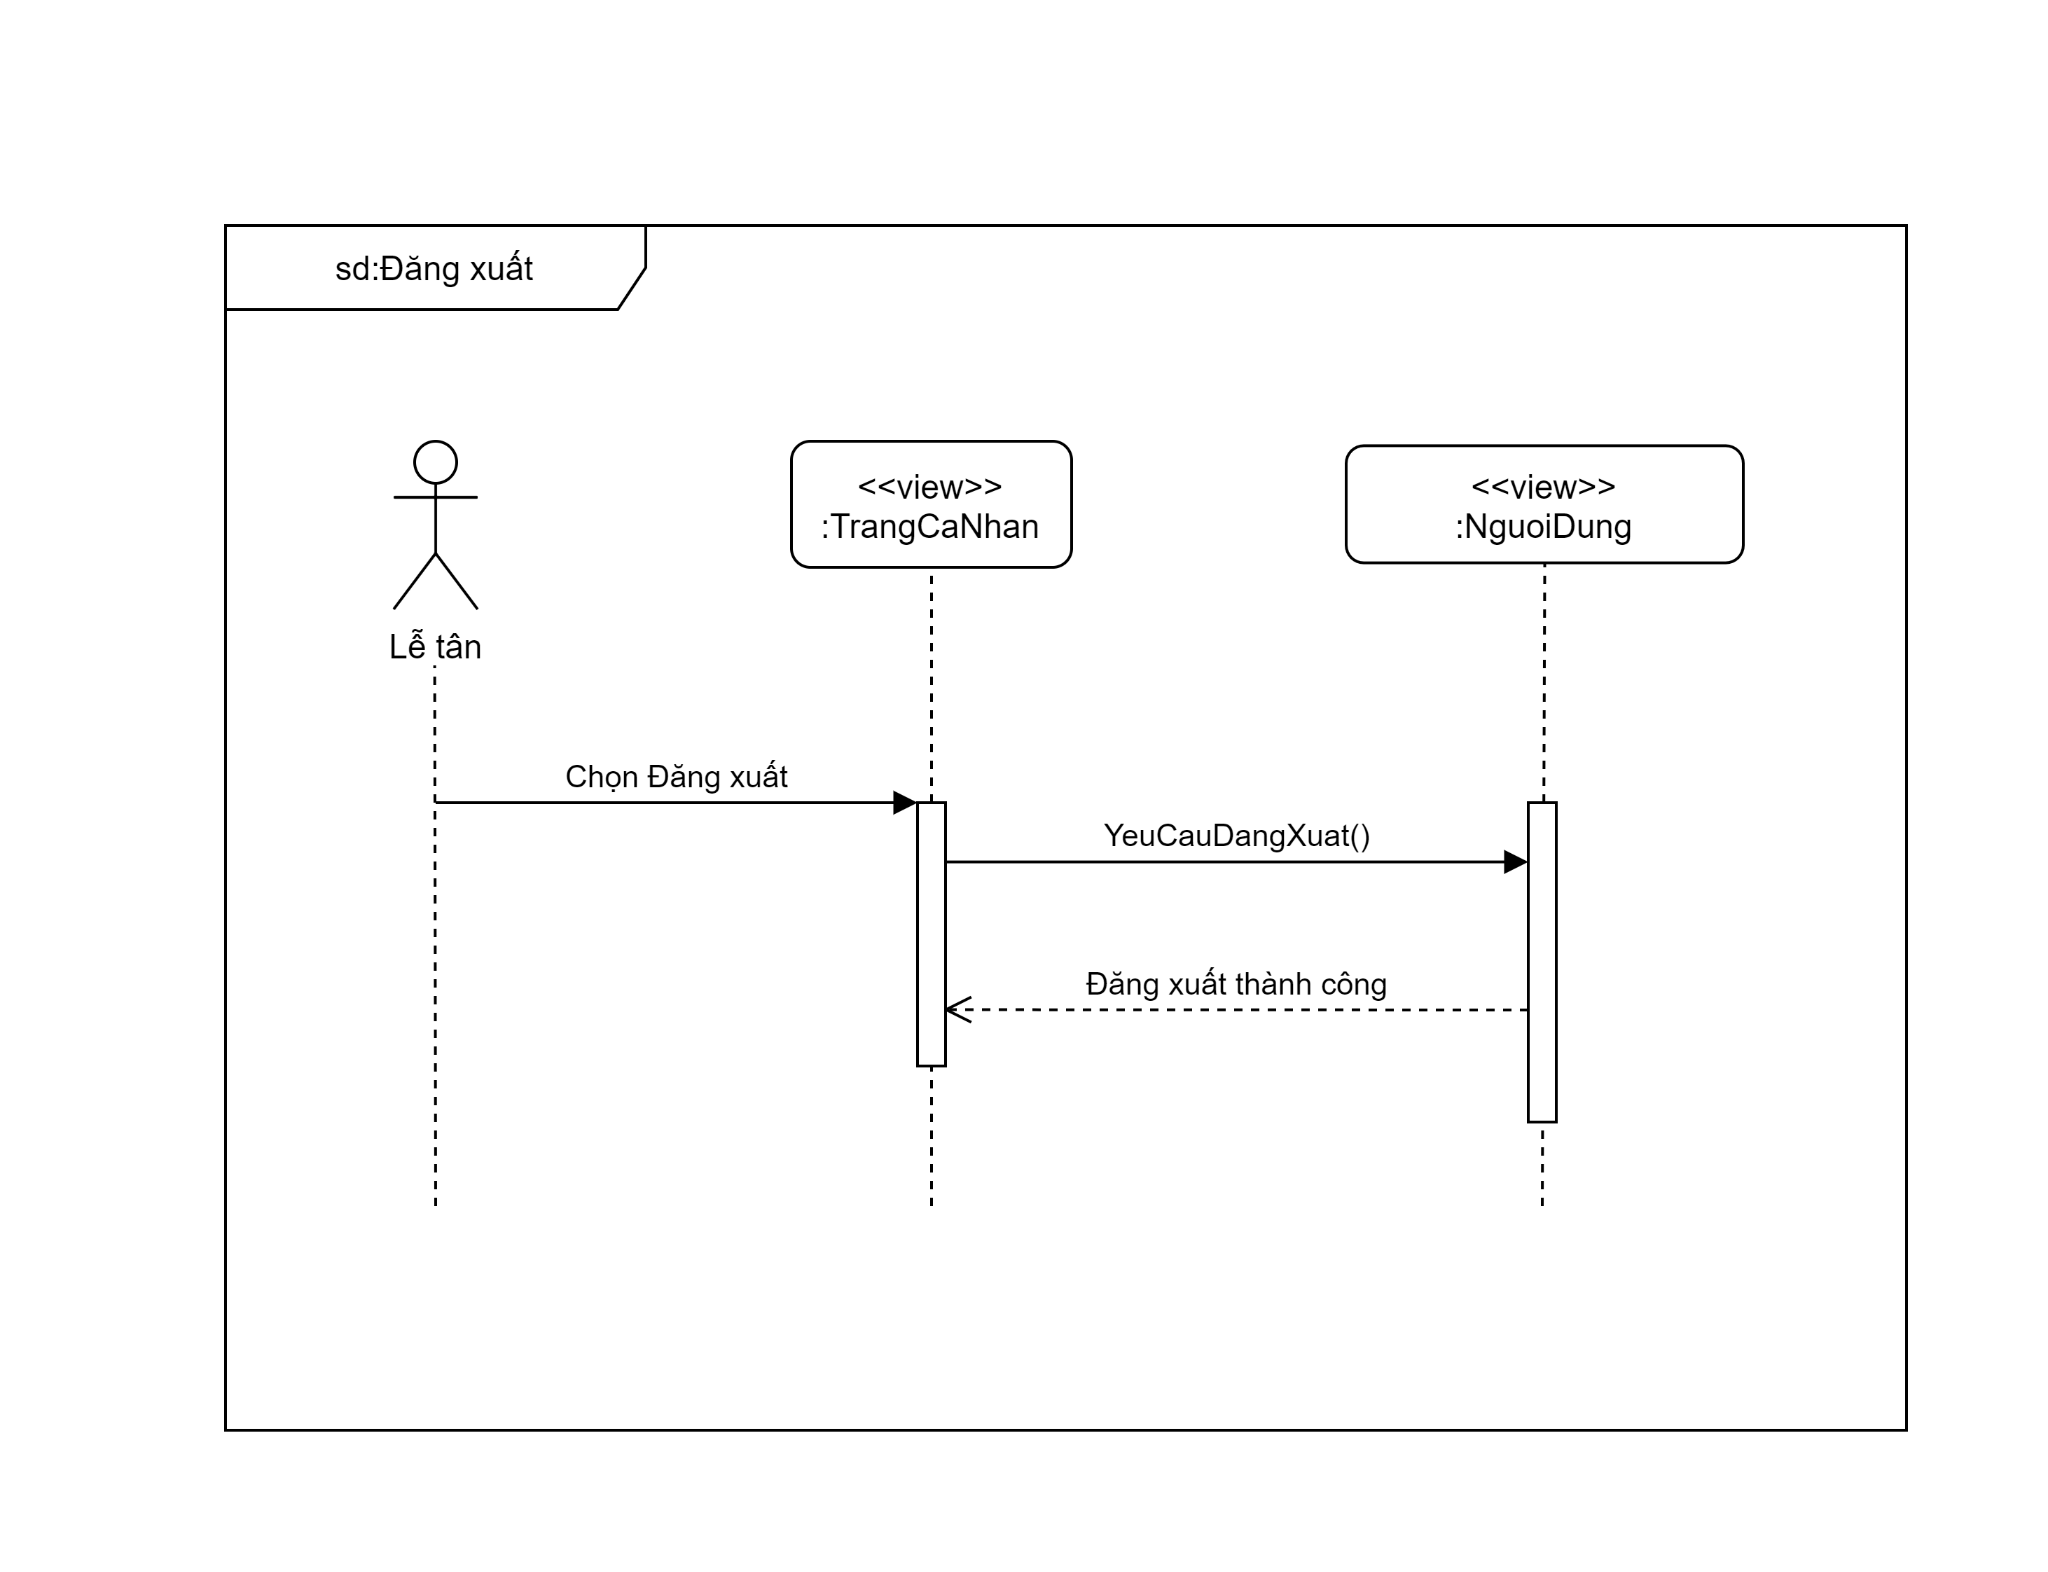 sd:Đăng xuất
<<view>>
:TrangCaNhan
<<view>>
:NguoiDung
Lễ tân
Chọn Đăng xuất
YeuCauDangXuat()
Đăng xuất thành công